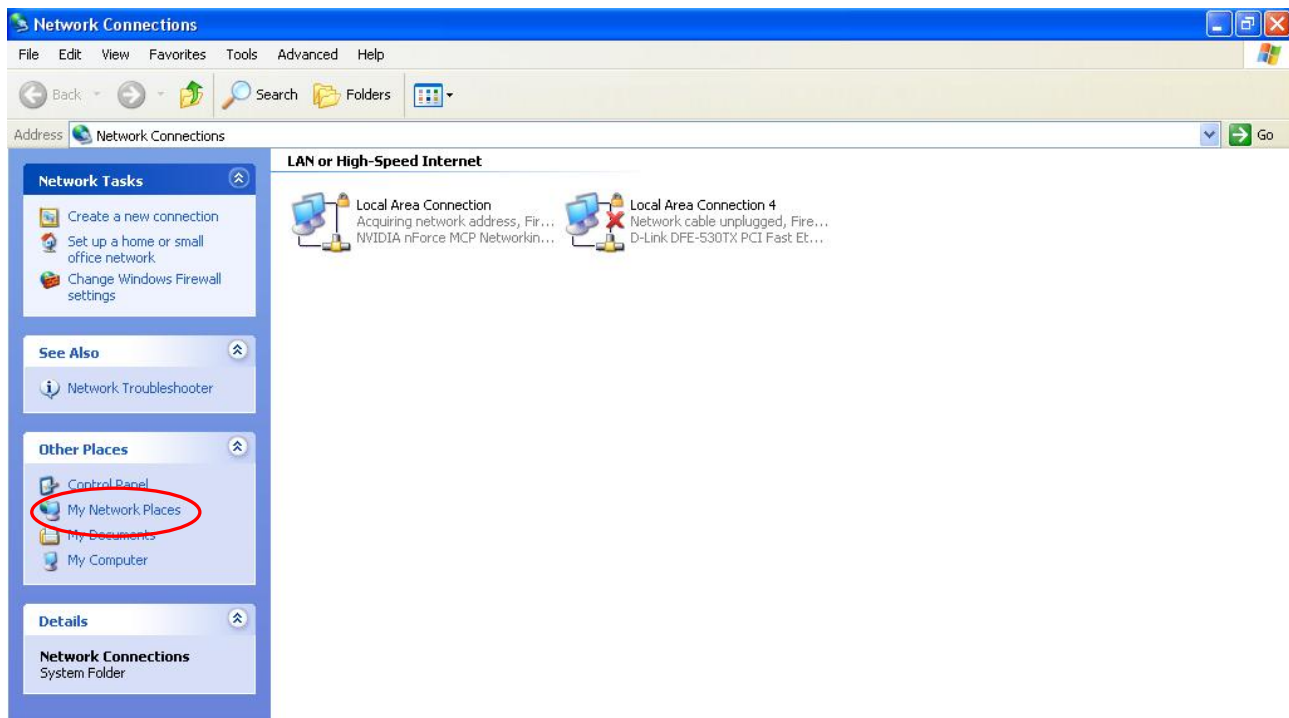 Network Connections
File Edit View Favorites Tools Advanced Help
Back Search Folders
Address Network Connections Go
Network Tasks
Create a new connection
Set up a home or small
office network
Change Windows Firewall
settings
See Also
Network Troubleshooter
Other Places
Control Panel
My Network Places
My Documents
My Computer
Details
Network Connections
System Folder
LAN or High-Speed Internet
Local Area Connection
Acquiring network address, Fir...
NVIDIA nForce MCP Networkin...
Local Area Connection 4
Network cable unplugged, Fire...
D-Link DFE-530TX PCI Fast Et...